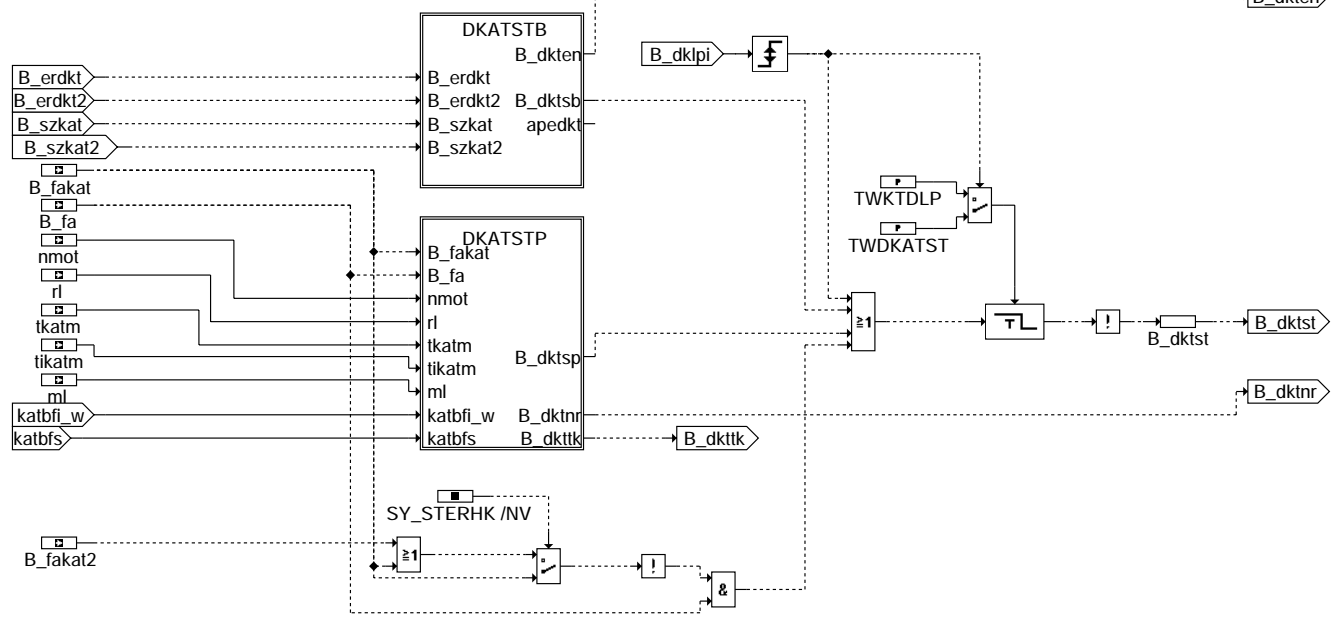 B_dkten
DKATSTB
B_dkten
B_dklpi
B_erdkt
B_erdkt
B_erdkt2
B_erdkt2
B_dktsb
B_szkat
B_szkat
apedkt
B_szkat2
B_szkat2
B_fakat
P
TWKTDLP
B_fa
P
TWDKATST
DKATSTP
B_fakat
nmot
B_fa
rl
nmot
rl
≥1
T
!
B_dktst
B_dktst
tkatm
tkatm
B_dktsp
tikatm
tikatm
ml
ml
katbfi_w
katbfi_w
B_dktnr
B_dktnr
katbfs
katbfs
B_dkttk
B_dkttk
SY_STERHK /NV
B_fakat2
≥1
!
&